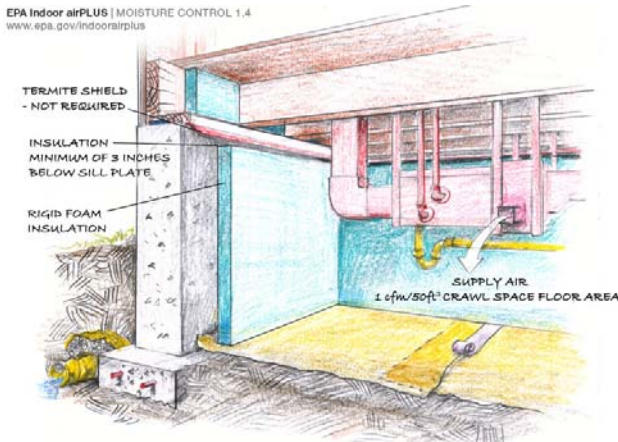 EPA Indoor airPLUS | MOISTURE CONTROL 1.4
www.epa.gov/indoorairplus
TERMITE SHIELD
- NOT REQUIRED
INSULATION
MINIMUM OF 3 INCHES
BELOW SILL PLATE
RIGID FOAM
INSULATION
SUPPLY AIR
1 cfm/50ft² CRAWL SPACE FLOOR AREA